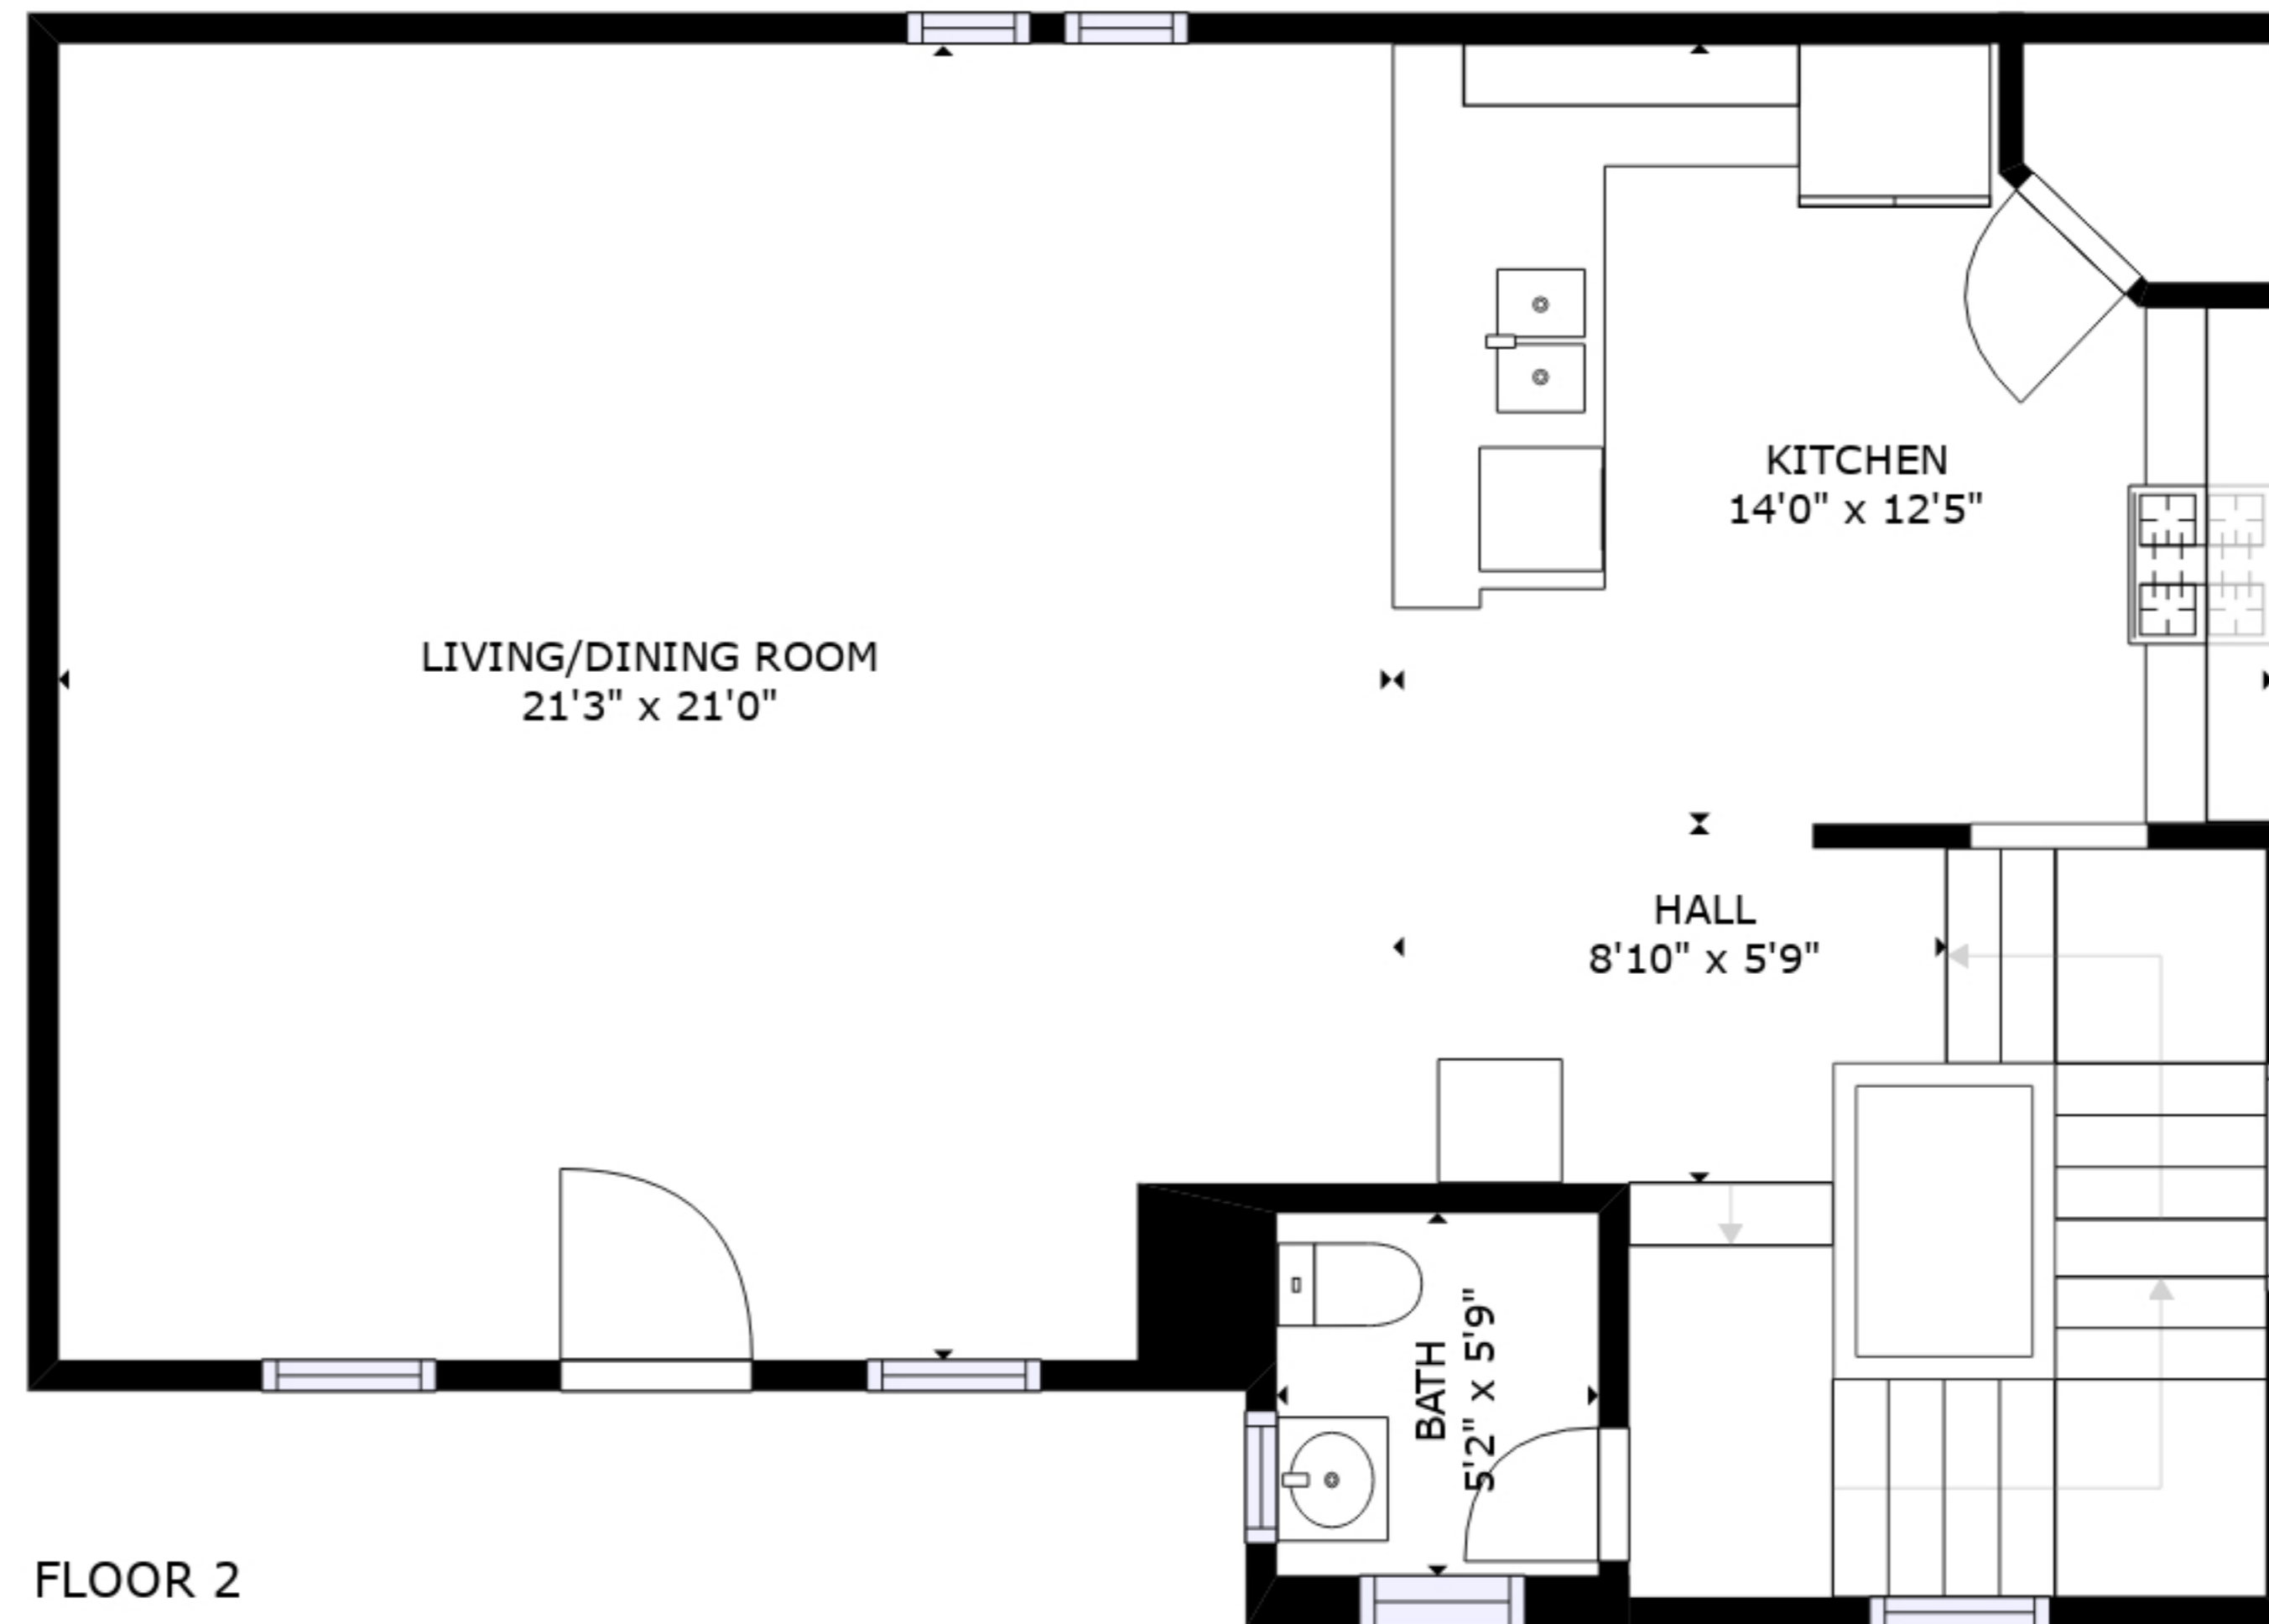 KITCHEN
14'0" x 12'5"
LIVING/DINING ROOM
21'3" x 21'0"
HALL
8'10" x 5'9"
BATH
5'2" x 5'9"
FLOOR 2